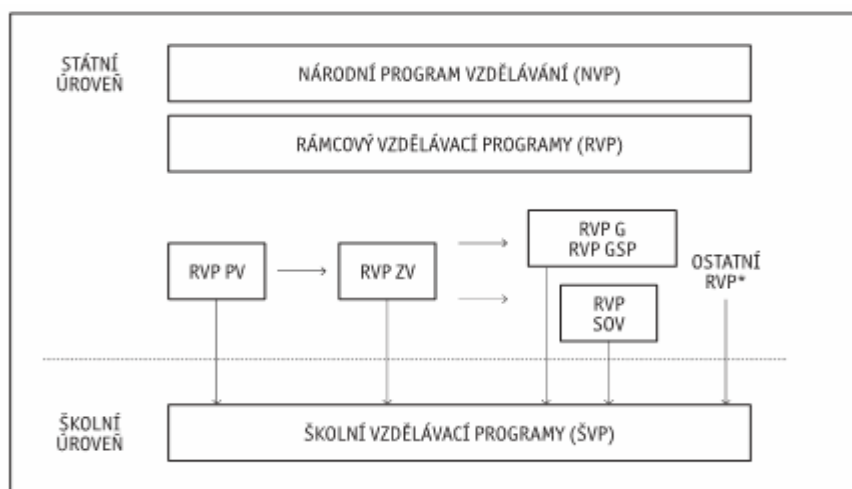 STÁTNÍ
ÚROVEŇ
NÁRODNÍ PROGRAM VZDĚLÁVÁNÍ (NVP)
RÁMCOVÝ VZDĚLÁVACÍ PROGRAMY (RVP)
RVP PV
RVP ZV
RVP G
RVP GSP
RVP
SOV
OSTATNÍ
RVP*
ŠKOLNÍ
ÚROVEŇ
ŠKOLNÍ VZDĚLÁVACÍ PROGRAMY (ŠVP)